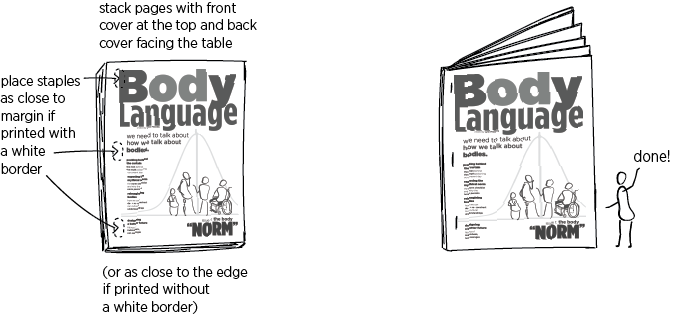 stack pages with front
cover at the top and back
cover facing the table
place staples
as close to
margin if
printed with
a white
border
Body
Language
we need to talk about
how we talk about
bodies.
the body
"NORM"
(or as close to the edge
if printed without
a white border)
Body
Language
we need to talk about
how we talk about
bodies.
the body
"NORM"
done!